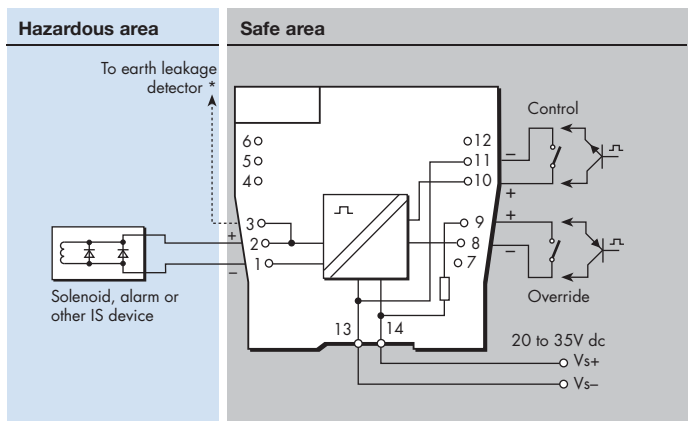 Hazardous area
Safe area
To earth leakage
detector *
Control
6
5
4
12
11
10
–
+
3
2
1
+
–
9
8
7
+
–
Solenoid, alarm or
other IS device
Override
13
14
20 to 35V dc
Vs+
Vs–